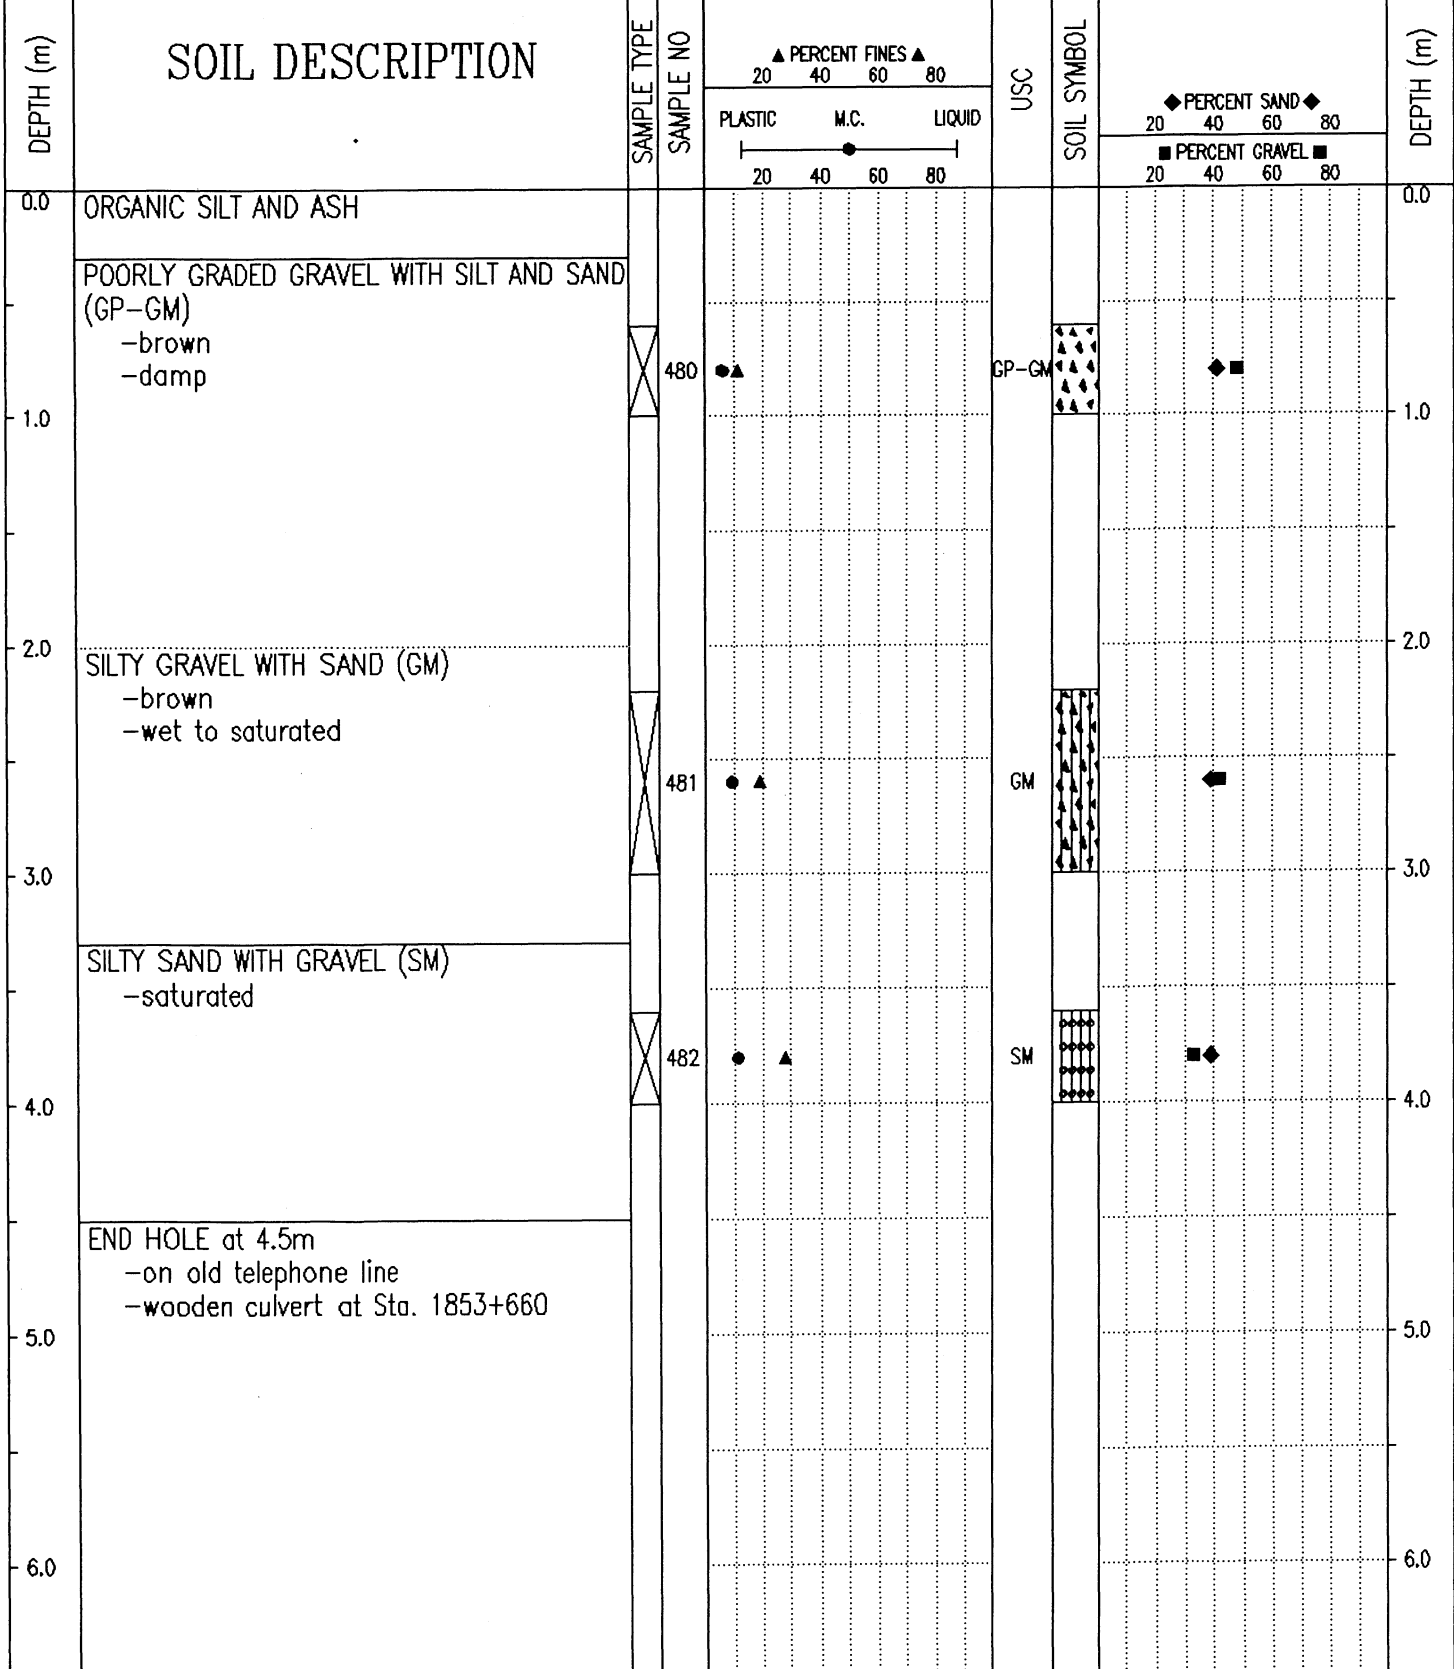 DEPTH (m)
SOIL DESCRIPTION
SAMPLE TYPE
SAMPLE NO
▲ PERCENT FINES ▲
20 40 60 80
PLASTIC M.C. LIQUID
20 40 60 80
USC
SOIL SYMBOL
◆ PERCENT SAND ◆
20 40 60 80
■ PERCENT GRAVEL ■
20 40 60 80
DEPTH (m)
0.0 ORGANIC SILT AND ASH 0.0
POORLY GRADED GRAVEL WITH SILT AND SAND
(GP-GM)
-brown
-damp
480 GP-GM
1.0 1.0
2.0 2.0
SILTY GRAVEL WITH SAND (GM)
-brown
-wet to saturated
481 GM
3.0 3.0
SILTY SAND WITH GRAVEL (SM)
-saturated
482 SM
4.0 4.0
END HOLE at 4.5m
-on old telephone line
-wooden culvert at Sta. 1853+660
5.0 5.0
6.0 6.0